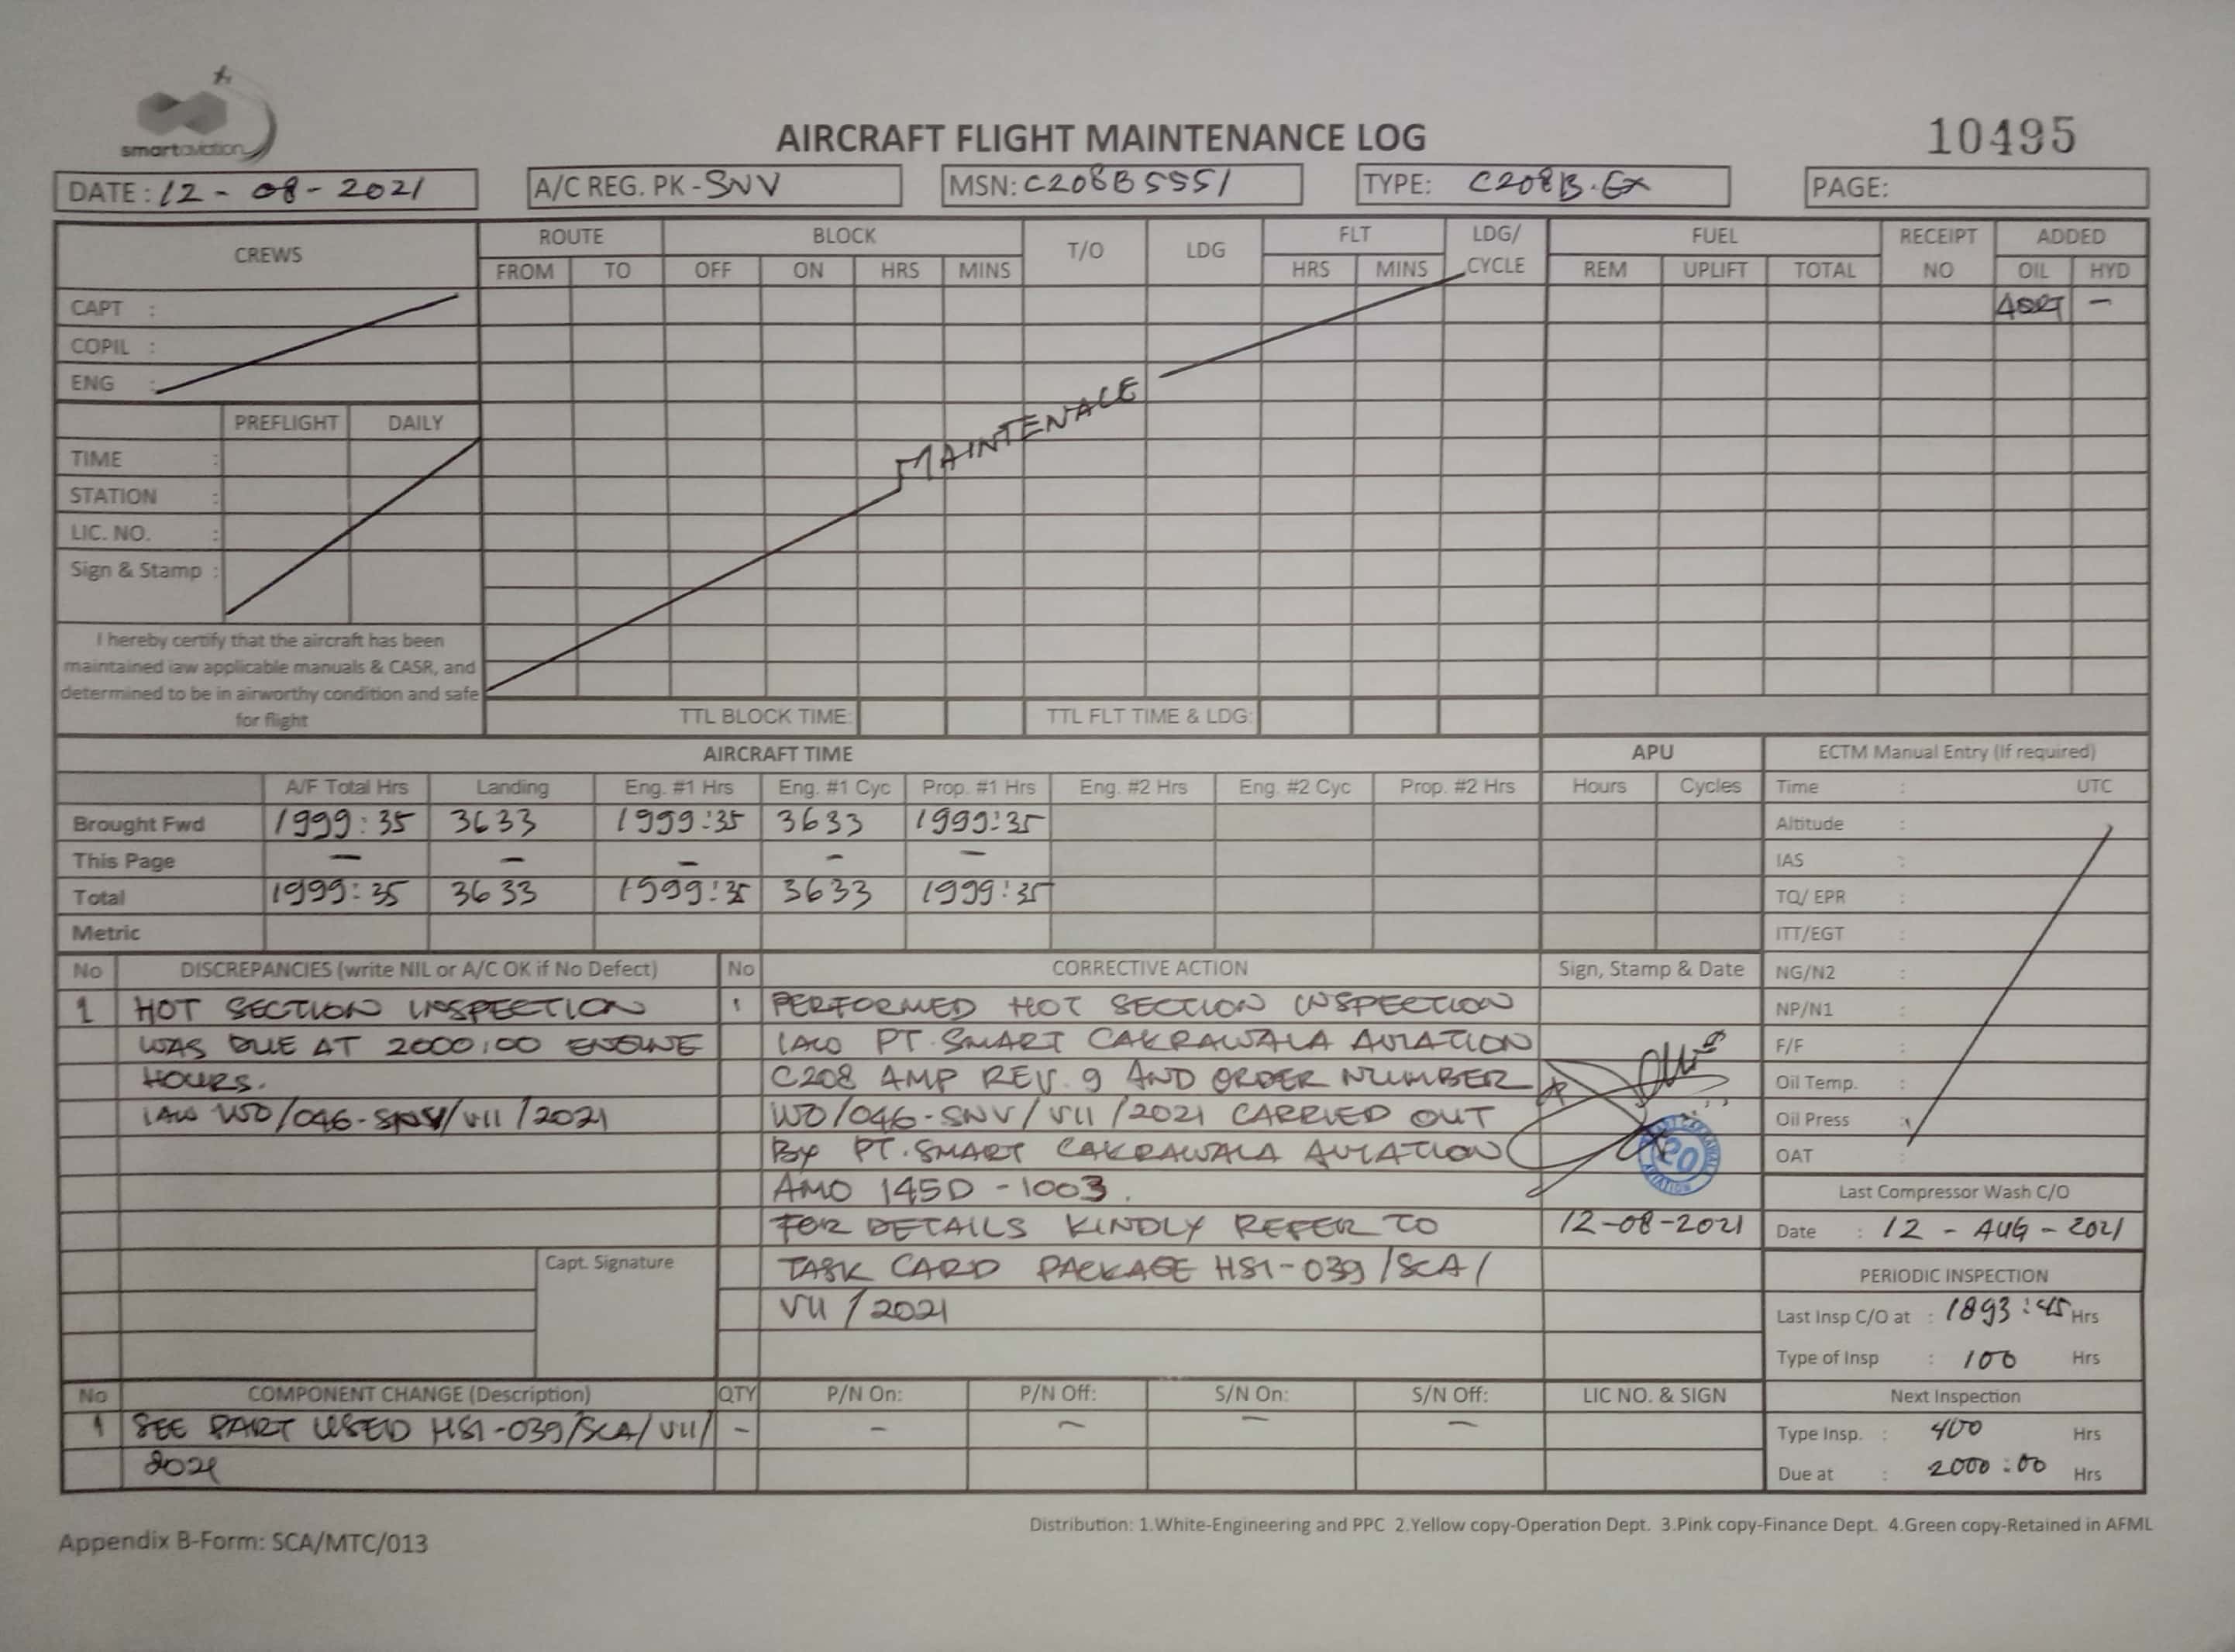 smartaviation
AIRCRAFT FLIGHT MAINTENANCE LOG
10495
DATE : 12 - 08 - 2021
A/C REG. PK - SNV
MSN: C208B5551
TYPE: C208B.EX
PAGE:
CREWS
ROUTE
BLOCK
T/O
LDG
FLT
LDG/
CYCLE
FUEL
RECEIPT
NO
ADDED
FROM TO OFF ON HRS MINS HRS MINS REM UPLIFT TOTAL OIL HYD
CAPT :
4QRT -
COPIL :
ENG :
MAINTENACE
PREFLIGHT DAILY
TIME :
STATION :
LIC. NO. :
Sign & Stamp :
I hereby certify that the aircraft has been
maintained iaw applicable manuals & CASR, and
determined to be in airworthy condition and safe
for flight
TTL BLOCK TIME: TTL FLT TIME & LDG:
AIRCRAFT TIME
APU
ECTM Manual Entry (If required)
A/F Total Hrs Landing Eng. #1 Hrs Eng. #1 Cyc Prop. #1 Hrs Eng. #2 Hrs Eng. #2 Cyc Prop. #2 Hrs Hours Cycles
Time : UTC
Brought Fwd 1999:35 3633 1999:35 3633 1999:35
Altitude :
This Page - - - - -
IAS :
Total 1999:35 3633 1999:35 3633 1999:35
TQ/ EPR :
Metric
ITT/EGT :
No DISCREPANCIES (write NIL or A/C OK if No Defect) No CORRECTIVE ACTION Sign, Stamp & Date
NG/N2 :
1 HOT SECTION INSPECTION
WAS DUE AT 2000:00 ENGINE
HOURS.
IAW WO/046-SNV/VII/2021
1 PERFORMED HOT SECTION INSPECTION
IAW PT. SMART CAKRAWALA AVIATION
C208 AMP REV. 9 AND ORDER NUMBER
WO/046-SNV/VII/2021 CARRIED OUT
BY PT. SMART CAKRAWALA AVIATION
AMO 145D - 1003.
FOR DETAILS KINDLY REFER TO
TASK CARD PACKAGE HSI-039/SCA/
VII/2021
20
AVIATION
12-08-2021
NP/N1 :
F/F :
Oil Temp. :
Oil Press :
OAT :
Last Compressor Wash C/O
Date : 12 - AUG - 2021
Capt. Signature
PERIODIC INSPECTION
Last Insp C/O at : 1893:45 Hrs
Type of Insp : 100 Hrs
No COMPONENT CHANGE (Description) QTY P/N On: P/N Off: S/N On: S/N Off: LIC NO. & SIGN
Next Inspection
1 SEE PART USED HSI-039/SCA/VII/ - - - - -
2021
Type Insp. : 400 Hrs
Due at : 2000:00 Hrs
Distribution: 1.White-Engineering and PPC 2.Yellow copy-Operation Dept. 3.Pink copy-Finance Dept. 4.Green copy-Retained in AFML
Appendix B-Form: SCA/MTC/013